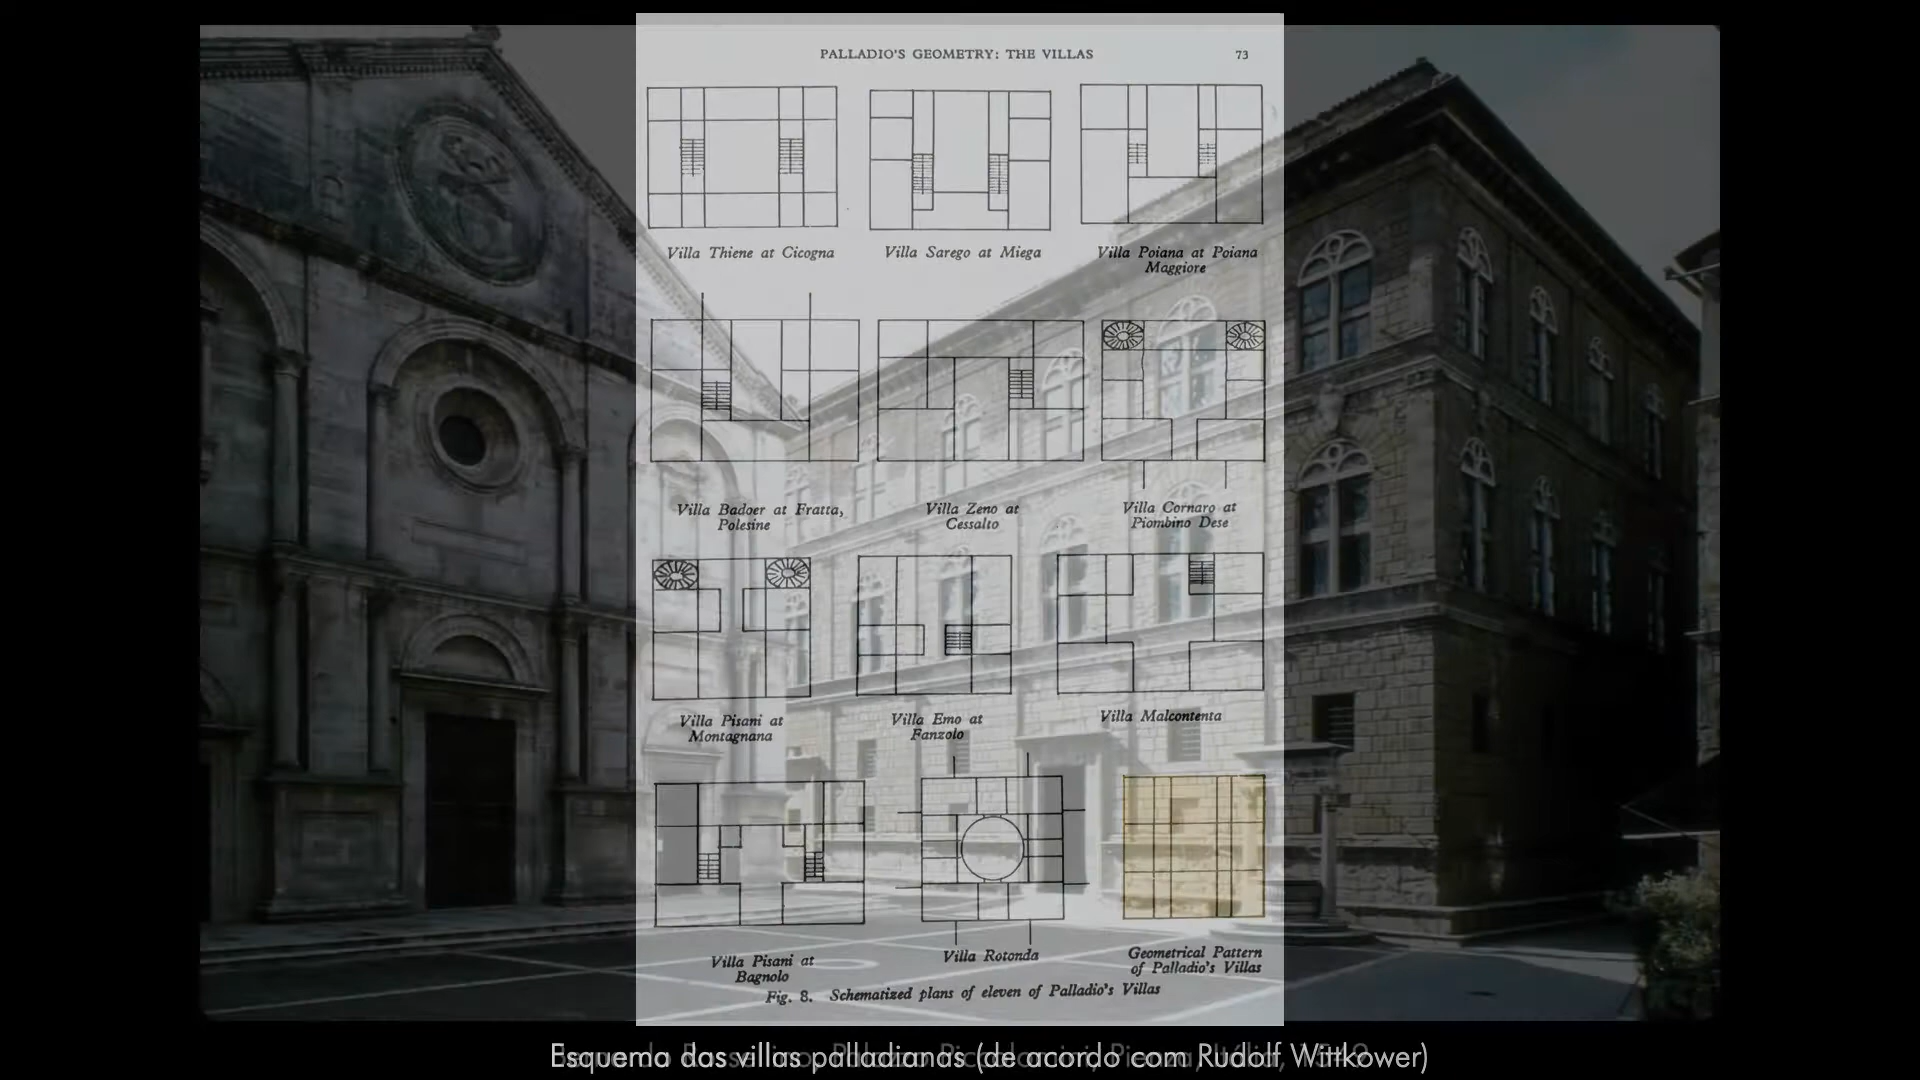 PALLADIO'S GEOMETRY: THE VILLAS 73
Villa Thiene at Cicogna
Villa Sarego at Miega
Villa Poiana at Poiana
Maggiore
Villa Badoer at Fratta,
Polesine
Villa Zeno at
Cessalto
Villa Cornaro at
Piombino Dese
Villa Pisani at
Montagnana
Villa Emo at
Fanzolo
Villa Malcontenta
Villa Pisani at
Bagnolo
Villa Rotonda
Geometrical Pattern
of Palladio's Villas
Fig. 8. Schematized plans of eleven of Palladio's Villas
Esquema das villas palladianas (de acordo com Rudolf Wittkower)